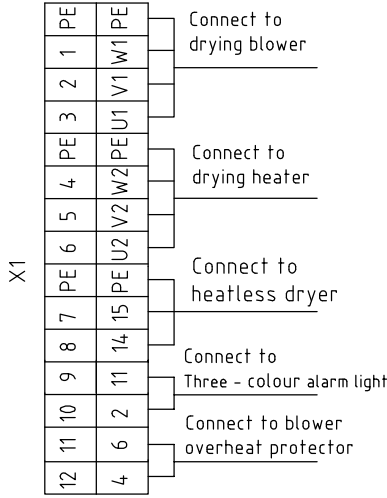 X1
PE PE
1 W1
2 V1
3 U1
PE PE
4 W2
5 V2
6 U2
PE PE
7 15
8 14
9 11
10 2
11 6
12 4
Connect to
drying blower
Connect to
drying heater
Connect to
heatless dryer
Connect to
Three - colour alarm light
Connect to blower
overheat protector